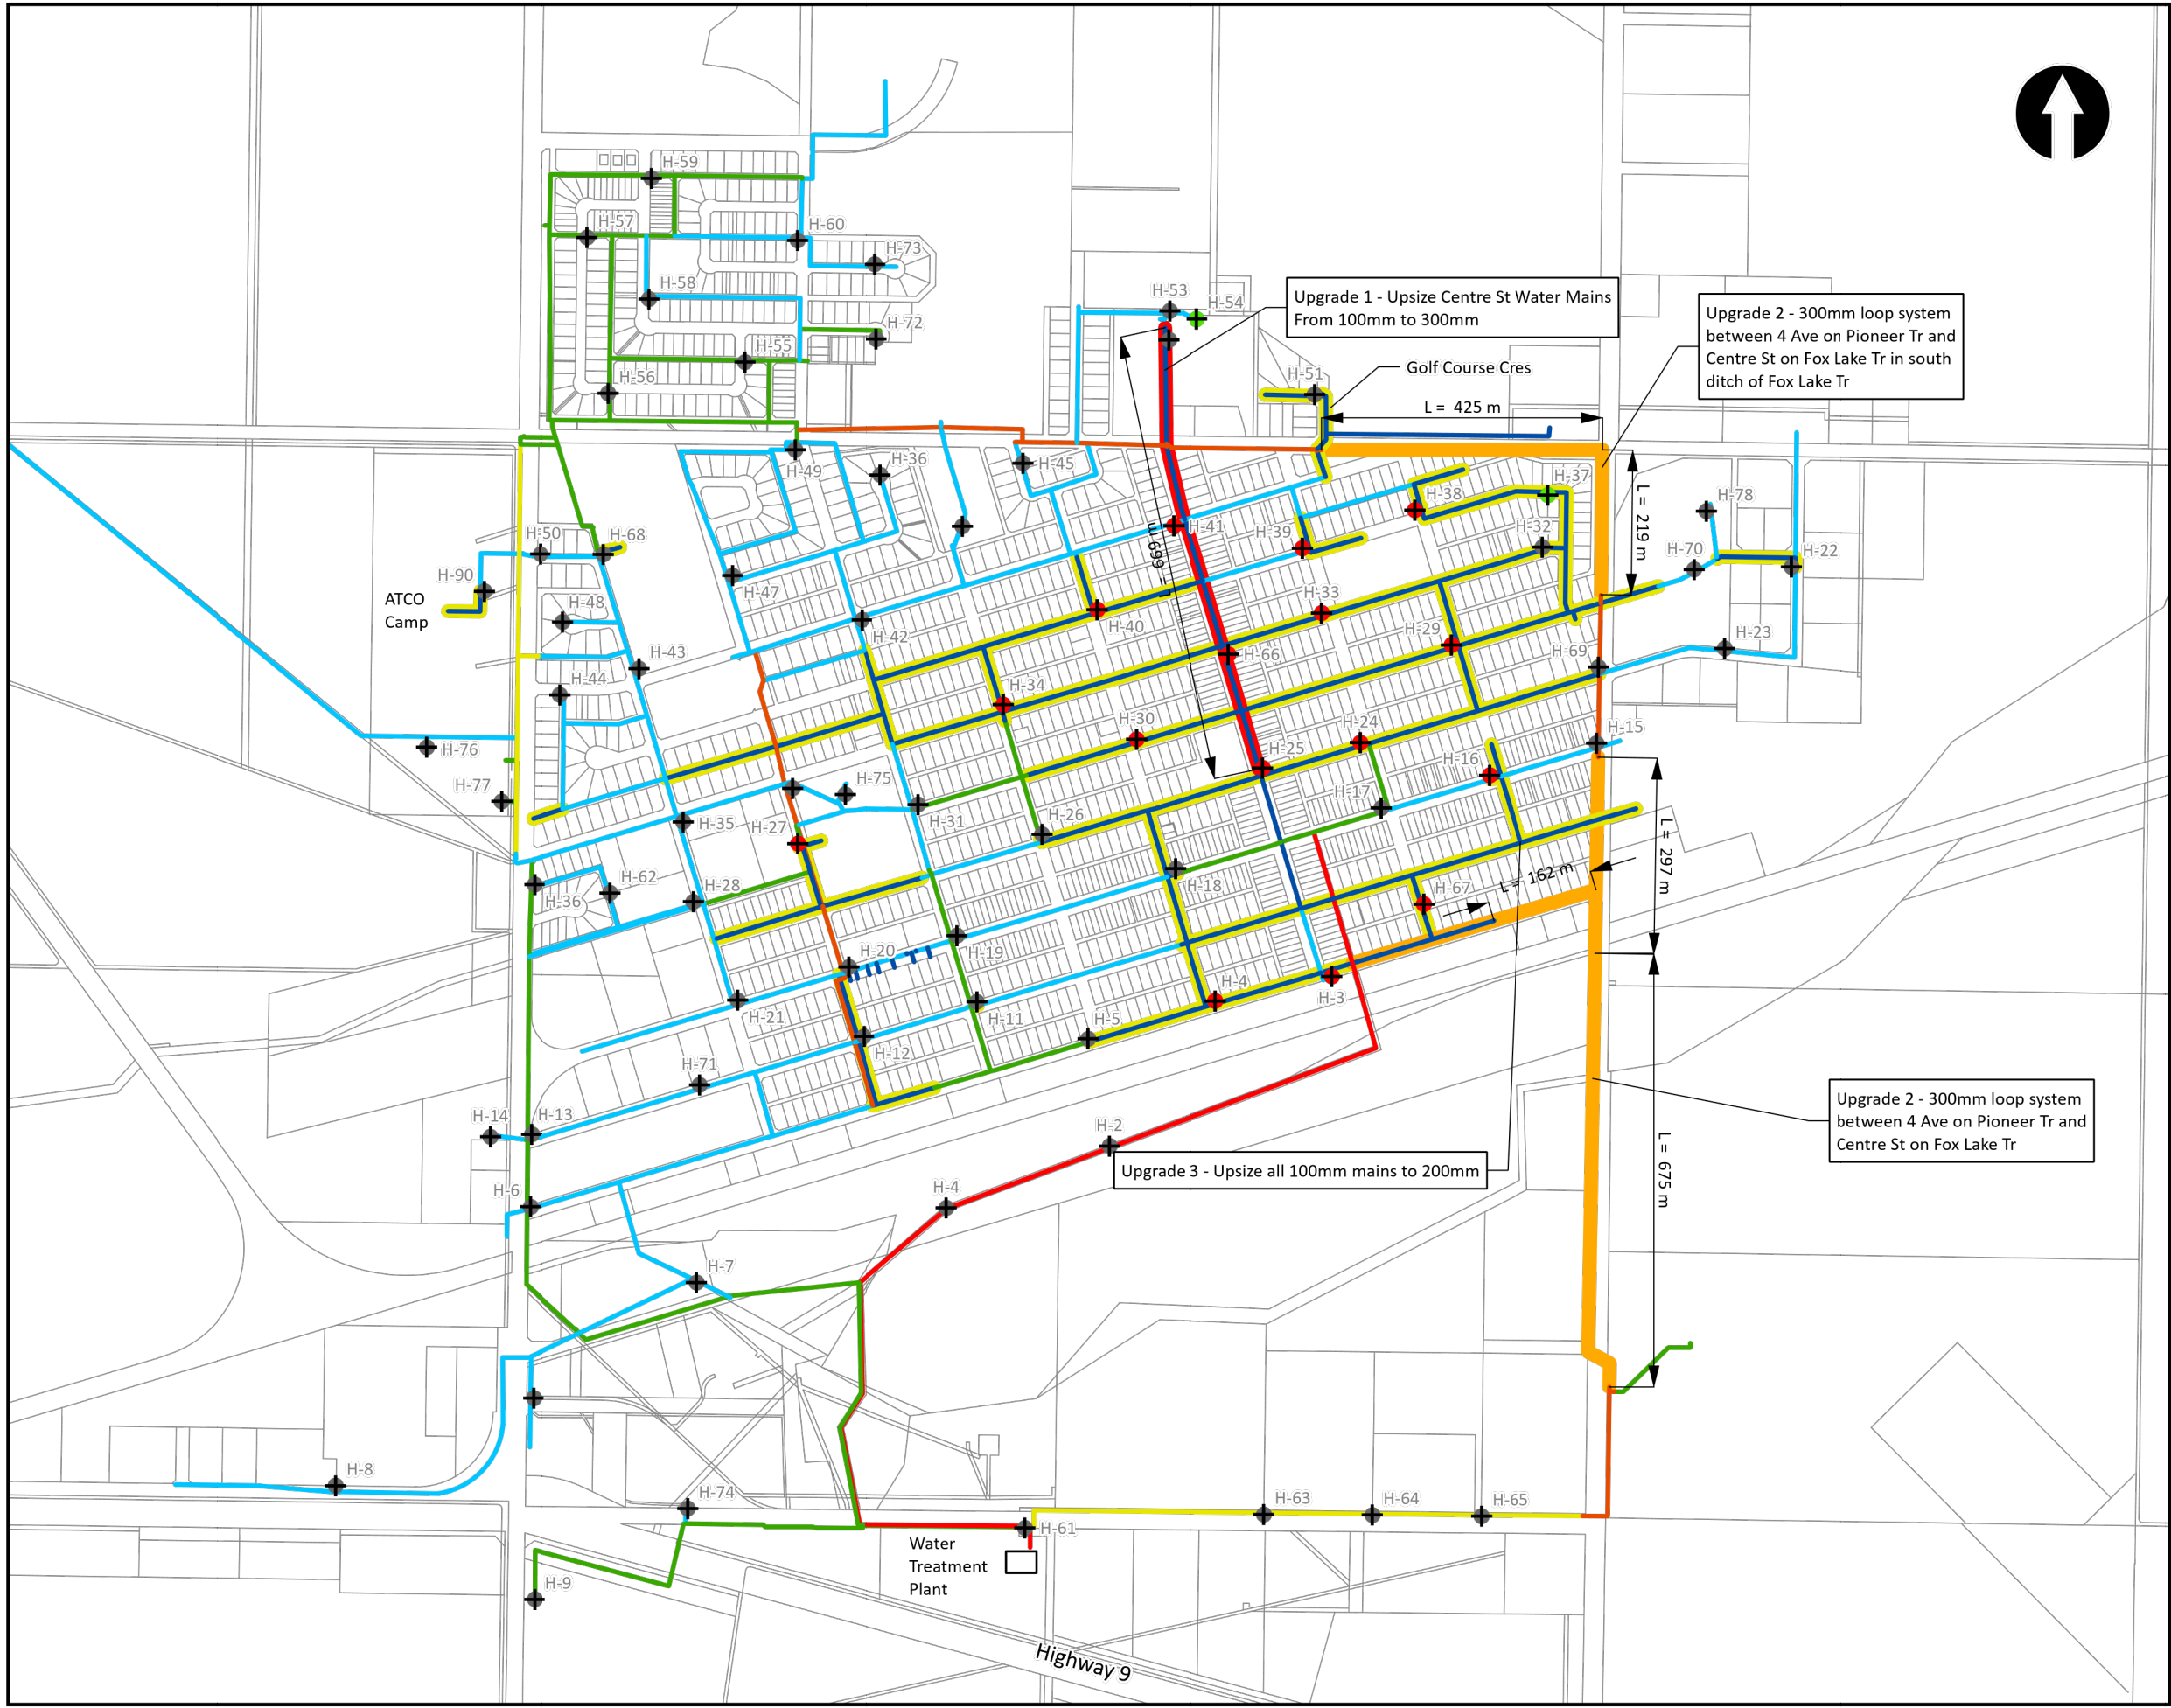 H-59
H-57
H-60
H-73
H-58
H-53
H-54
Upgrade 1 - Upsize Centre St Water Mains
From 100mm to 300mm
Upgrade 2 - 300mm loop system
between 4 Ave on Pioneer Tr and
Centre St on Fox Lake Tr in south
ditch of Fox Lake Tr
H-72
H-55
H-56
H-51
Golf Course Cres
L = 425 m
H-49
H-36
H-45
H-38
H-37
H-78
L = 219 m
H-50
H-68
H-41
H-39
H-32
H-70
H-22
L = 669 m
H-90
ATCO
Camp
H-48
H-47
H-42
H-40
H-33
H-29
H-69
H-23
H-43
H-66
H-44
H-34
H-30
H-24
H-15
H-76
H-25
H-16
H-77
H-75
H-31
H-26
H-17
H-35
H-27
L = 297 m
L = 162 m
H-36
H-62
H-28
H-18
H-67
H-20
H-19
H-4
H-3
H-21
H-11
H-5
H-12
H-71
Upgrade 2 - 300mm loop system
between 4 Ave on Pioneer Tr and
Centre St on Fox Lake Tr
H-14
H-13
H-2
L = 675 m
Upgrade 3 - Upsize all 100mm mains to 200mm
H-6
H-4
H-7
H-8
H-74
H-63
H-64
H-65
H-61
Water
Treatment
Plant
H-9
Highway 9